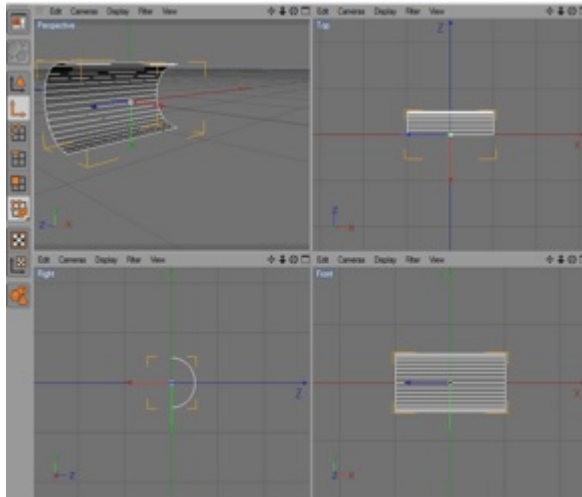 Edit Cameras Display Filter View
Perspective
Z X
Edit Cameras Display Filter View
Top
Z
X
Z X
Edit Cameras Display Filter View
Right
Z
Z
Edit Cameras Display Filter View
Front
X
X